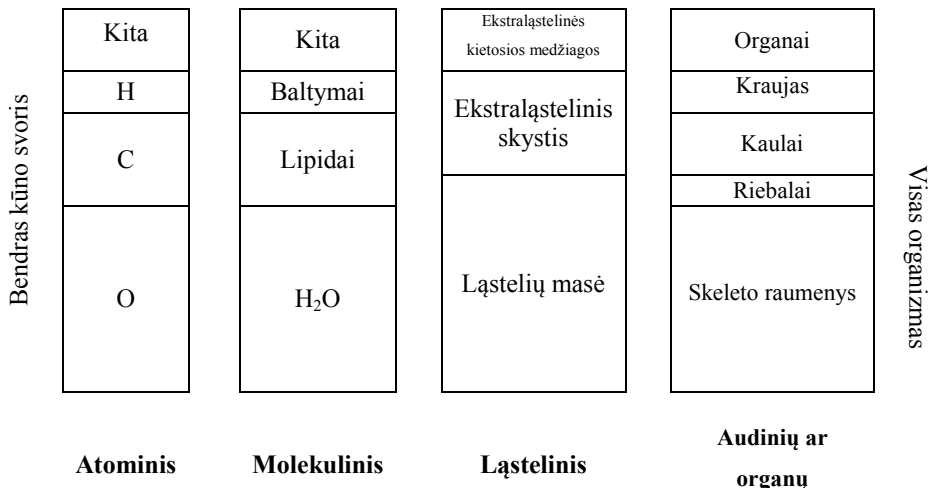 Bendras kūno svoris
Kita
H
C
O
Atominis
Kita
Baltymai
Lipidai
H₂O
Molekulinis
Ekstraląstelinės
kietosios medžiagos
Ekstraląstelinis
skystis
Ląstelių masė
Ląstelinis
Organai
Kraujas
Kaulai
Riebalai
Skeleto raumenys
Audinių ar
organų
Visas organizmas